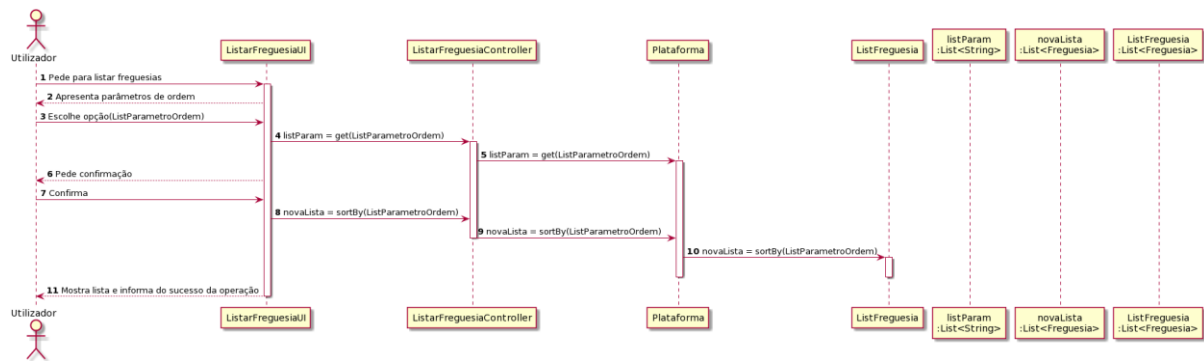 Utilizador
ListarFreguesiaUI
ListarFreguesiaController
Plataforma
ListFreguesia
listParam
:List<String>
novaLista
:List<Freguesia>
ListFreguesia
:List<Freguesia>
1 Pede para listar freguesias
2 Apresenta parâmetros de ordem
3 Escolhe opção(ListParametroOrdem)
4 listParam = get(ListParametroOrdem)
5 listParam = get(ListParametroOrdem)
6 Pede confirmação
7 Confirma
8 novaLista = sortBy(ListParametroOrdem)
9 novaLista = sortBy(ListParametroOrdem)
10 novaLista = sortBy(ListParametroOrdem)
11 Mostra lista e informa do sucesso da operação
Utilizador
ListarFreguesiaUI
ListarFreguesiaController
Plataforma
ListFreguesia
listParam
:List<String>
novaLista
:List<Freguesia>
ListFreguesia
:List<Freguesia>